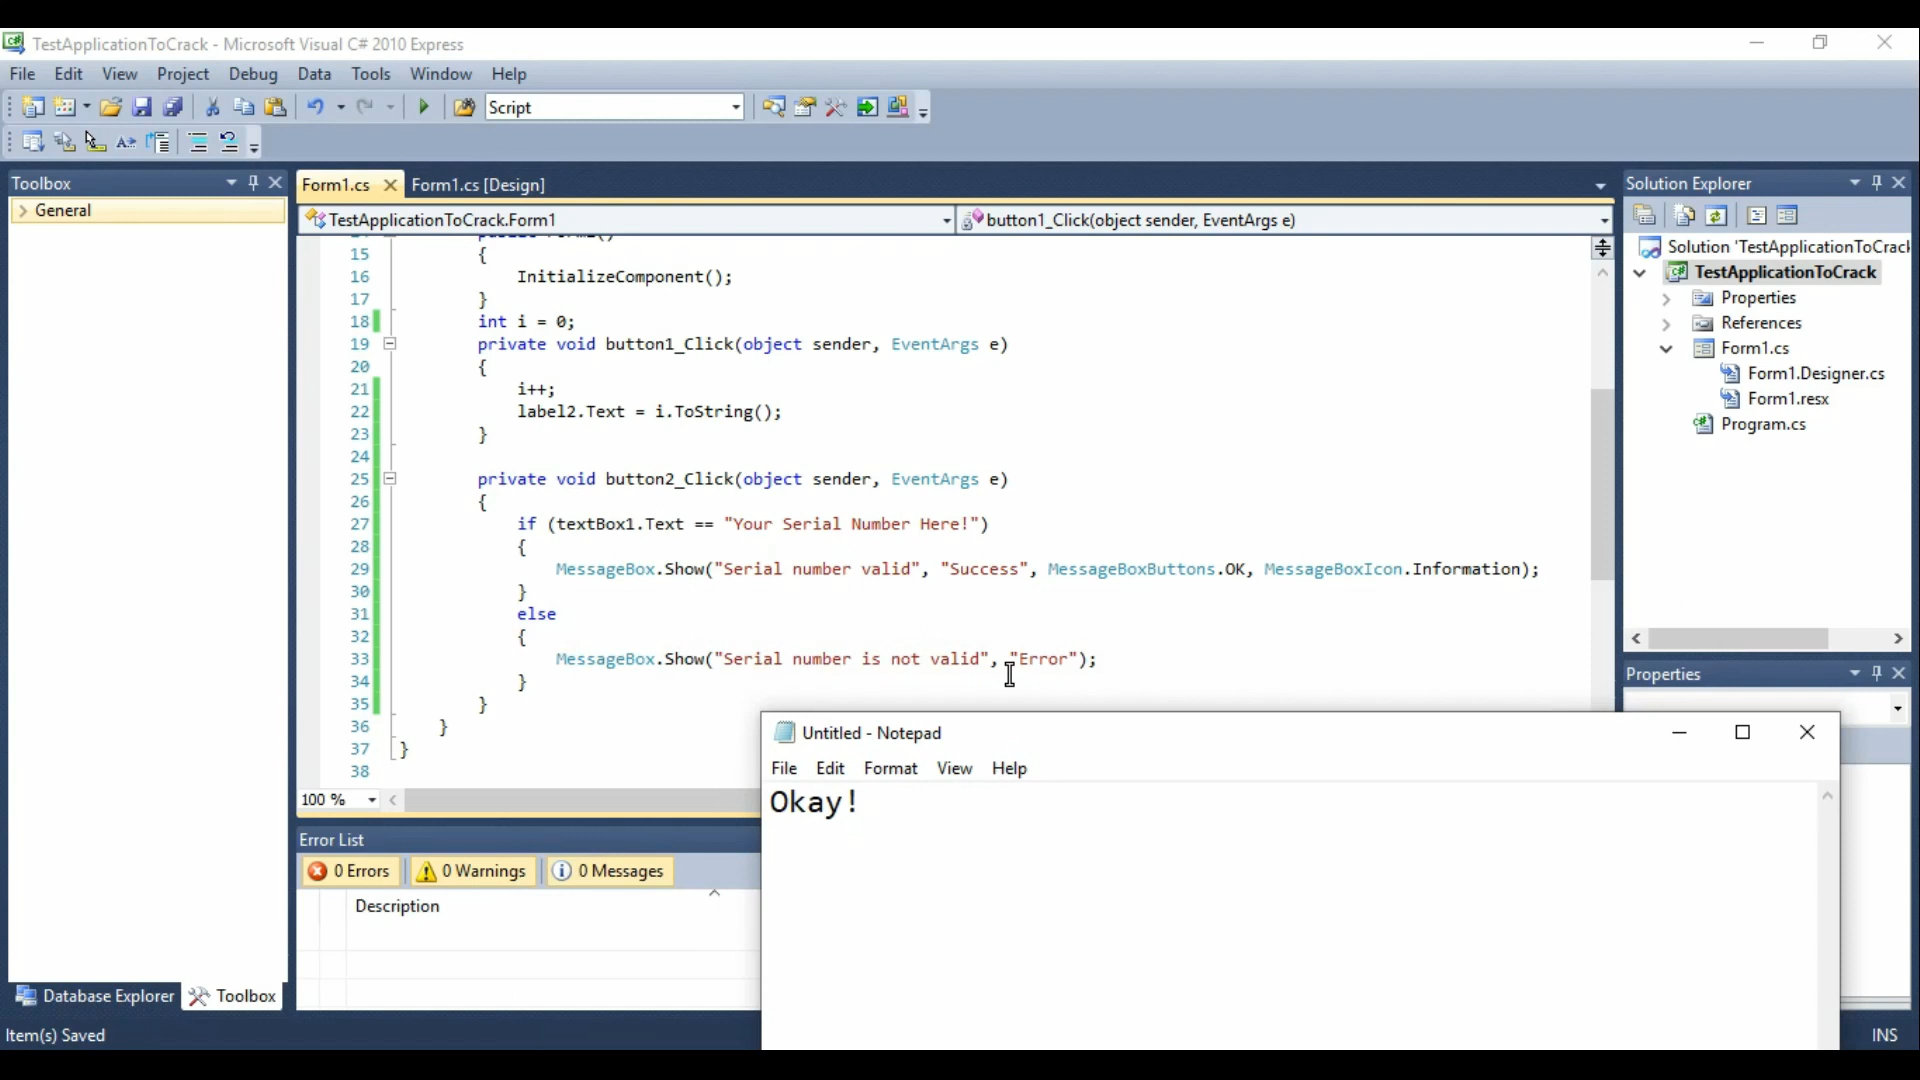 TestApplicationToCrack - Microsoft Visual C# 2010 Express
File Edit View Project Debug Data Tools Window Help
Script
Toolbox
General
Form1.cs
Form1.cs [Design]
TestApplicationToCrack.Form1
button1_Click(object sender, EventArgs e)
15 {
16 InitializeComponent();
17 }
18 int i = 0;
19 private void button1_Click(object sender, EventArgs e)
20 {
21 i++;
22 label2.Text = i.ToString();
23 }
24
25 private void button2_Click(object sender, EventArgs e)
26 {
27 if (textBox1.Text == "Your Serial Number Here!")
28 {
29 MessageBox.Show("Serial number valid", "Success", MessageBoxButtons.OK, MessageBoxIcon.Information);
30 }
31 else
32 {
33 MessageBox.Show("Serial number is not valid", "Error");
34 }
35 }
36 }
37 }
38
100 %
Error List
0 Errors
0 Warnings
0 Messages
Description
Database Explorer
Toolbox
Item(s) Saved
INS
Solution Explorer
Solution 'TestApplicationToCrack
TestApplicationToCrack
Properties
References
Form1.cs
Form1.Designer.cs
Form1.resx
Program.cs
Properties
Untitled - Notepad
File Edit Format View Help
Okay!